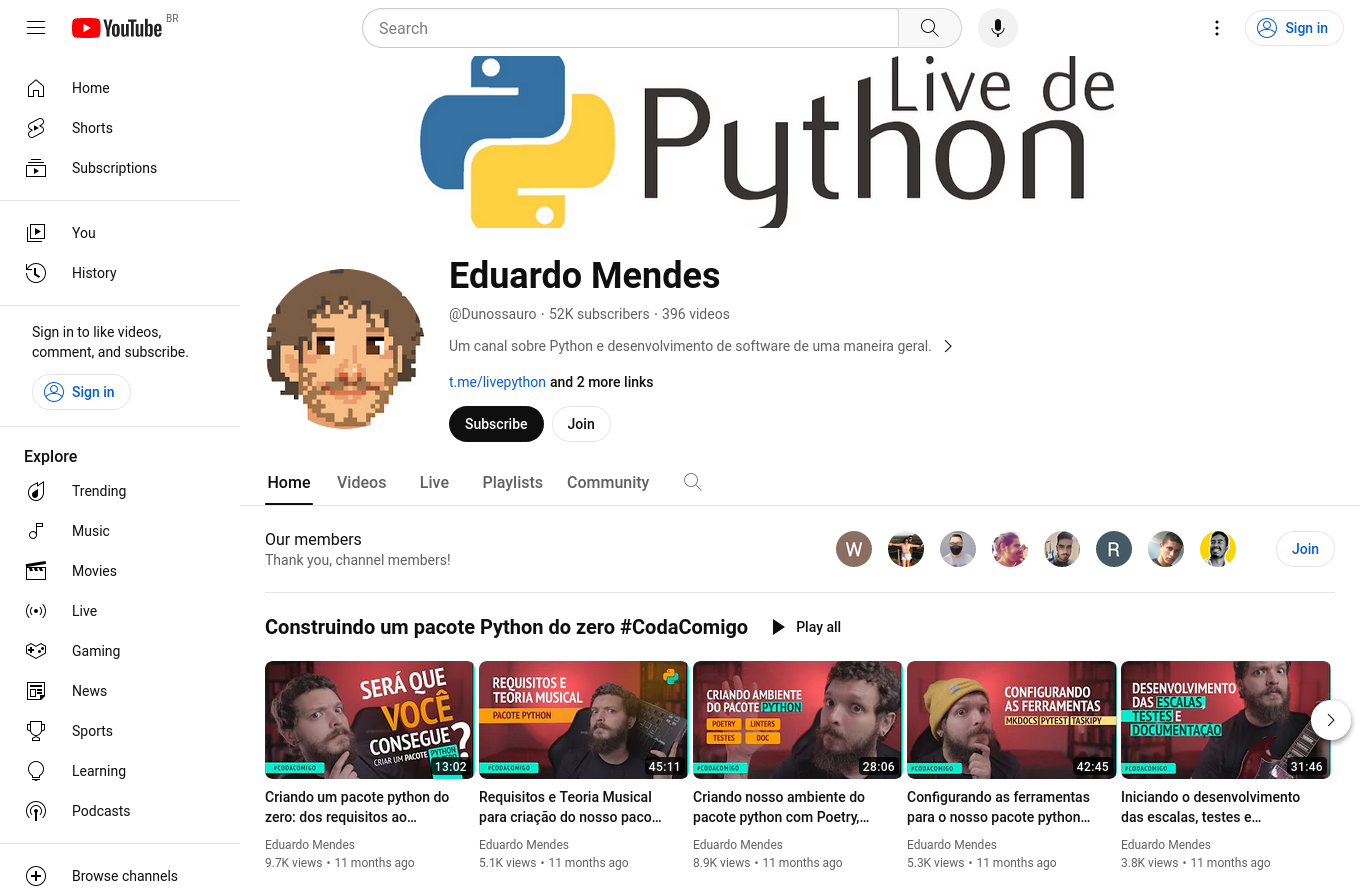 YouTube BR
Search
Sign in
Home
Shorts
Subscriptions
You
History
Sign in to like videos,
comment, and subscribe.
Sign in
Explore
Trending
Music
Movies
Live
Gaming
News
Sports
Learning
Podcasts
Browse channels
Live de
Python
Eduardo Mendes
@Dunossauro · 52K subscribers · 396 videos
Um canal sobre Python e desenvolvimento de software de uma maneira geral.
t.me/livepython and 2 more links
Subscribe Join
Home Videos Live Playlists Community
Our members
Thank you, channel members!
W
R
Join
Construindo um pacote Python do zero #CodaComigo Play all
SERÁ QUE
VOCÊ
CONSEGUE?
CRIAR UM PACOTE PYTHON
#CODACOMIGO
13:02
Criando um pacote python do
zero: dos requisitos ao…
Eduardo Mendes
9.7K views • 11 months ago
REQUISITOS E
TEORIA MUSICAL
PACOTE PYTHON
#CODACOMIGO
45:11
Requisitos e Teoria Musical
para criação do nosso paco…
Eduardo Mendes
5.1K views • 11 months ago
CRIANDO AMBIENTE
DO PACOTE PYTHON
POETRY LINTERS
TESTES DOC
#CODACOMIGO
28:06
Criando nosso ambiente do
pacote python com Poetry,…
Eduardo Mendes
8.9K views • 11 months ago
CONFIGURANDO
AS FERRAMENTAS
MKDOCS PYTEST TASKIPY
#CODACOMIGO
42:45
Configurando as ferramentas
para o nosso pacote python…
Eduardo Mendes
5.3K views • 11 months ago
DESENVOLVIMENTO
DAS ESCALAS,
TESTES E
DOCUMENTAÇÃO
#CODACOMIGO
31:46
Iniciando o desenvolvimento
das escalas, testes e…
Eduardo Mendes
3.8K views • 11 months ago